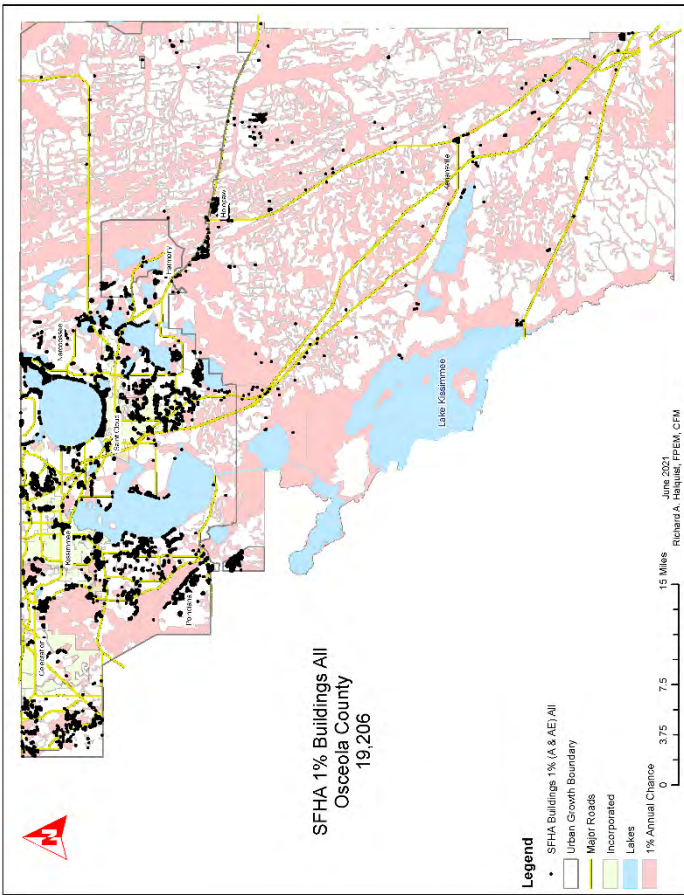 SFHA 1% Buildings All
Osceola County
19,206
N
Celebration
Kissimmee
Narcoossee
Saint Cloud
Harmony
Holopaw
Poinciana
Kenansville
Lake Kissimmee
Legend
SFHA Buildings 1% (A & AE) All
Urban Growth Boundary
Major Roads
Incorporated
Lakes
1% Annual Chance
0 3.75 7.5 15 Miles
June 2021
Richard A. Halquist, FPEM, CFM